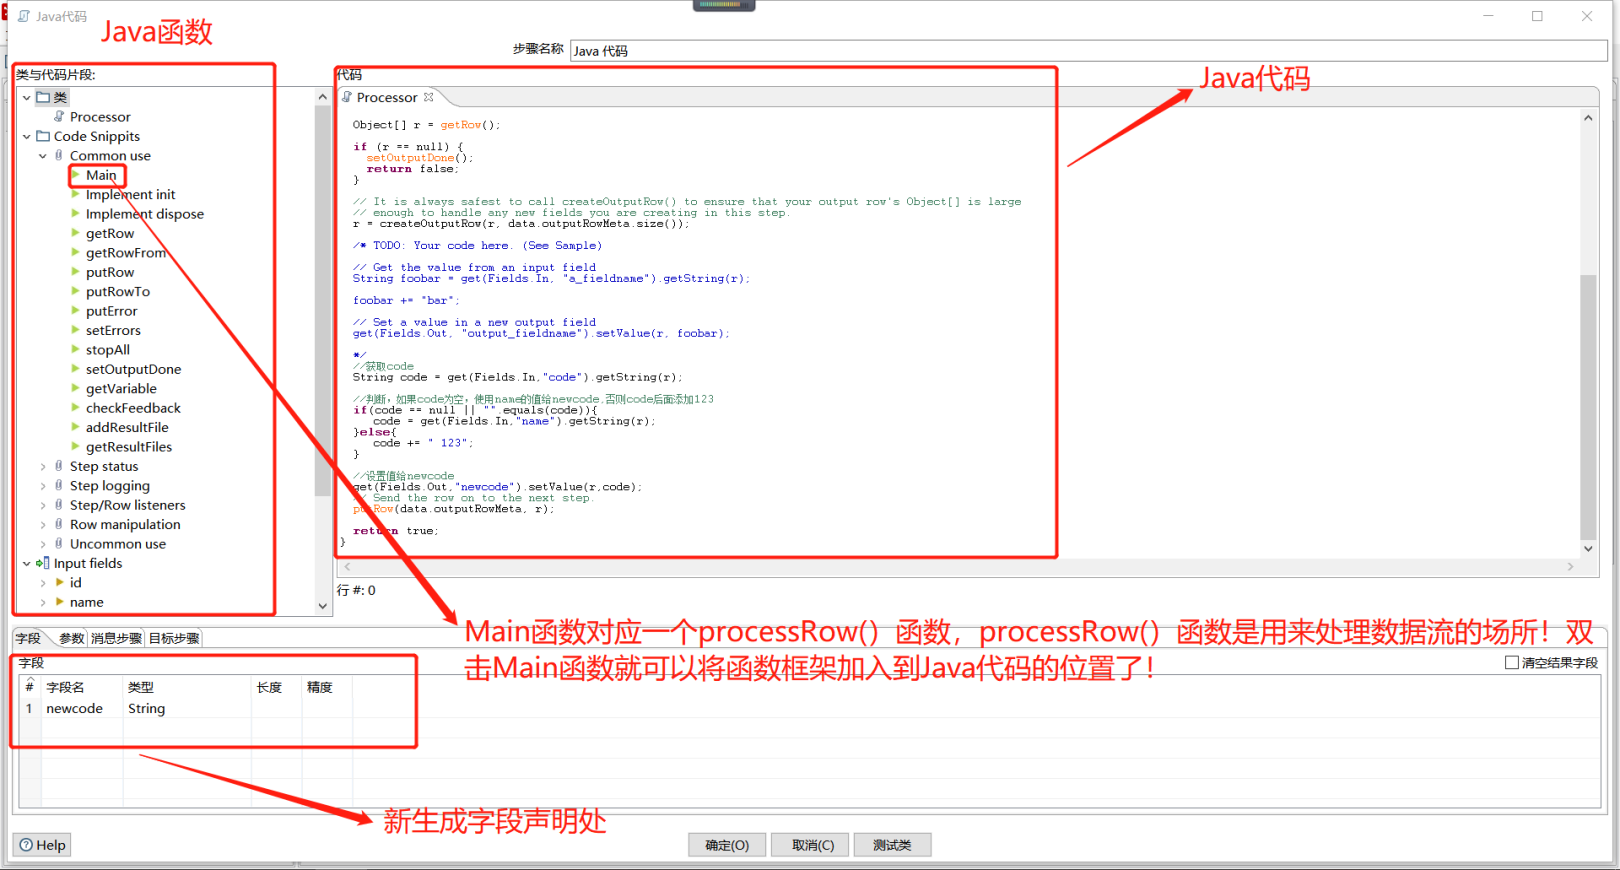 Java代码
Java函数
步骤名称 Java 代码
类与代码片段:
类
Processor
Code Snippits
Common use
Main
Implement init
Implement dispose
getRow
getRowFrom
putRow
putRowTo
putError
setErrors
stopAll
setOutputDone
getVariable
checkFeedback
addResultFile
getResultFiles
Step status
Step logging
Step/Row listeners
Row manipulation
Uncommon use
Input fields
id
name
代码
Java代码
Processor
Object[] r = getRow();
if (r == null) {
setOutputDone();
return false;
}
// It is always safest to call createOutputRow() to ensure that your output row's Object[] is large
// enough to handle any new fields you are creating in this step.
r = createOutputRow(r, data.outputRowMeta.size());
/* TODO: Your code here. (See Sample)
// Get the value from an input field
String foobar = get(Fields.In, "a_fieldname").getString(r);
foobar += "bar";
// Set a value in a new output field
get(Fields.Out, "output_fieldname").setValue(r, foobar);
*/
//获取code
String code = get(Fields.In,"code").getString(r);
//判断，如果code为空，使用name的值给newcode,否则code后面添加123
if(code == null || "".equals(code)){
code = get(Fields.In,"name").getString(r);
}else{
code += " 123";
}
//设置值给newcode
get(Fields.Out,"newcode").setValue(r,code);
// Send the row on to the next step.
putRow(data.outputRowMeta, r);
return true;
}
行 #: 0
Main函数对应一个processRow()函数，processRow()函数是用来处理数据流的场所！双
击Main函数就可以将函数框架加入到Java代码的位置了！
字段 参数 消息步骤 目标步骤
字段
清空结果字段
# 字段名 类型 长度 精度
1 newcode String
新生成字段声明处
Help 确定(O) 取消(C) 测试类